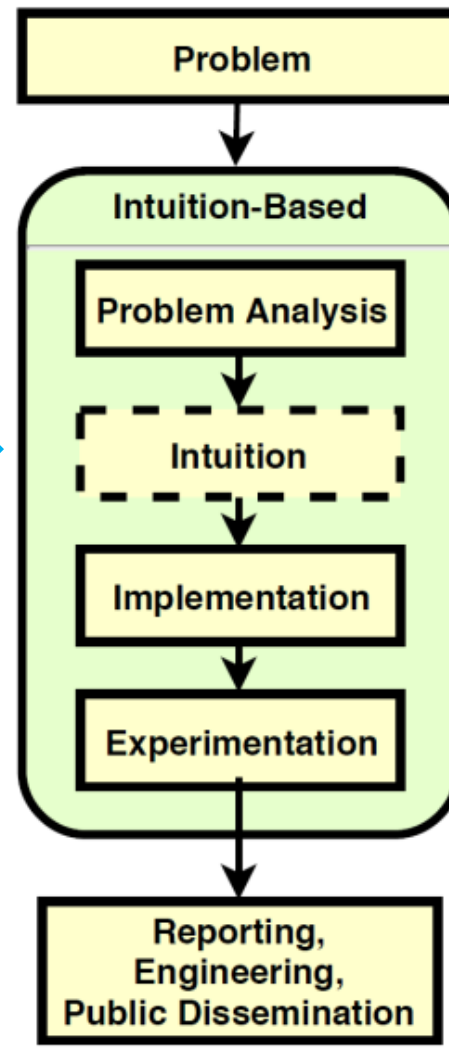 Problem
Intuition-Based
Problem Analysis
Intuition
Implementation
Experimentation
Reporting,
Engineering,
Public Dissemination